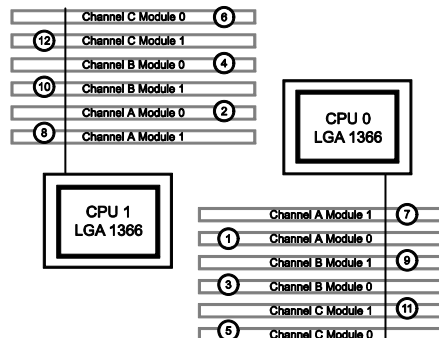 Channel C Module 0 6
12 Channel C Module 1
Channel B Module 0 4
10 Channel B Module 1
Channel A Module 0 2
8 Channel A Module 1
CPU 0
LGA 1366
CPU 1
LGA 1366
Channel A Module 1 7
1 Channel A Module 0
Channel B Module 1 9
3 Channel B Module 0
Channel C Module 1 11
5 Channel C Module 0